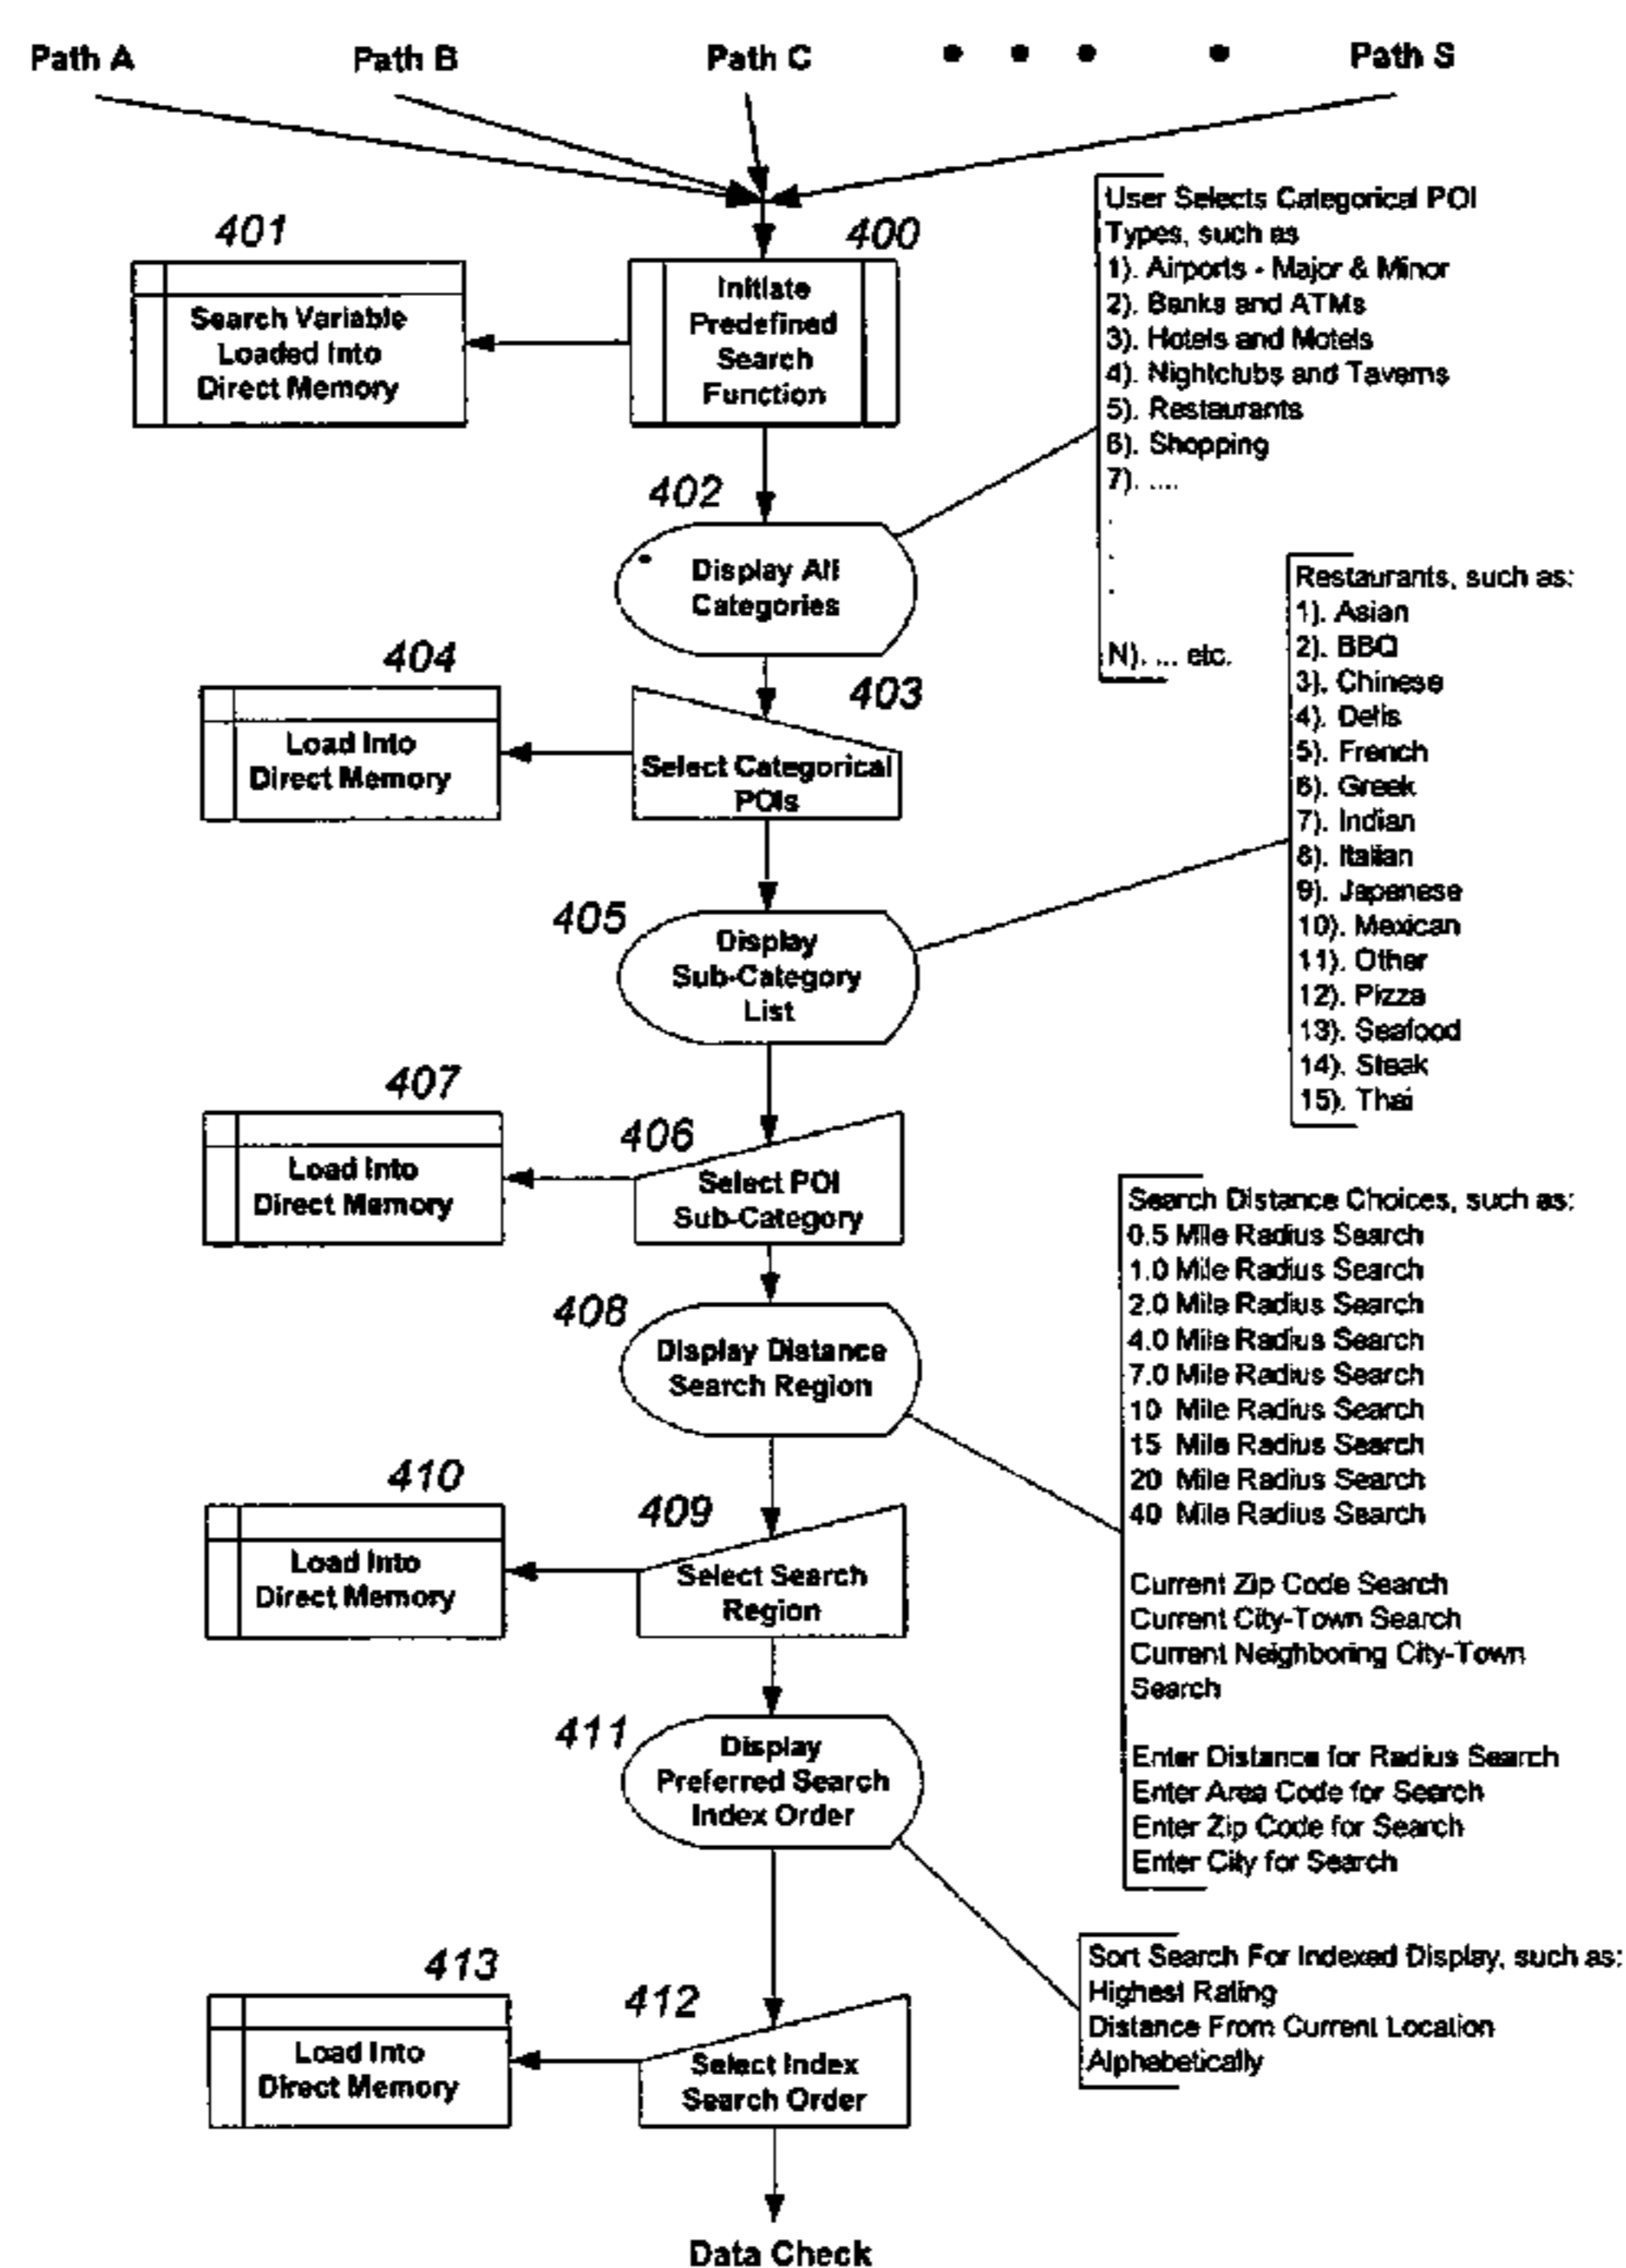 Path A
Path B
Path C
• • • •
Path S
401
Search Variable
Loaded Into
Direct Memory
400
Initiate
Predefined
Search
Function
User Selects Categorical POI
Types, such as
1). Airports - Major & Minor
2). Banks and ATMs
3). Hotels and Motels
4). Nightclubs and Taverns
5). Restaurants
6). Shopping
7). ....
.
.
.
N). ... etc.
402
Display All
Categories
Restaurants, such as:
1). Asian
2). BBQ
3). Chinese
4). Delis
5). French
6). Greek
7). Indian
8). Italian
9). Japanese
10). Mexican
11). Other
12). Pizza
13). Seafood
14). Steak
15). Thai
404
Load Into
Direct Memory
403
Select Categorical
POIs
405
Display
Sub-Category
List
407
Load Into
Direct Memory
406
Select POI
Sub-Category
408
Display Distance
Search Region
Search Distance Choices, such as:
0.5 Mile Radius Search
1.0 Mile Radius Search
2.0 Mile Radius Search
4.0 Mile Radius Search
7.0 Mile Radius Search
10 Mile Radius Search
15 Mile Radius Search
20 Mile Radius Search
40 Mile Radius Search
Current Zip Code Search
Current City-Town Search
Current Neighboring City-Town
Search
Enter Distance for Radius Search
Enter Area Code for Search
Enter Zip Code for Search
Enter City for Search
410
Load Into
Direct Memory
409
Select Search
Region
411
Display
Preferred Search
Index Order
Sort Search For Indexed Display, such as:
Highest Rating
Distance From Current Location
Alphabetically
413
Load Into
Direct Memory
412
Select Index
Search Order
Data Check